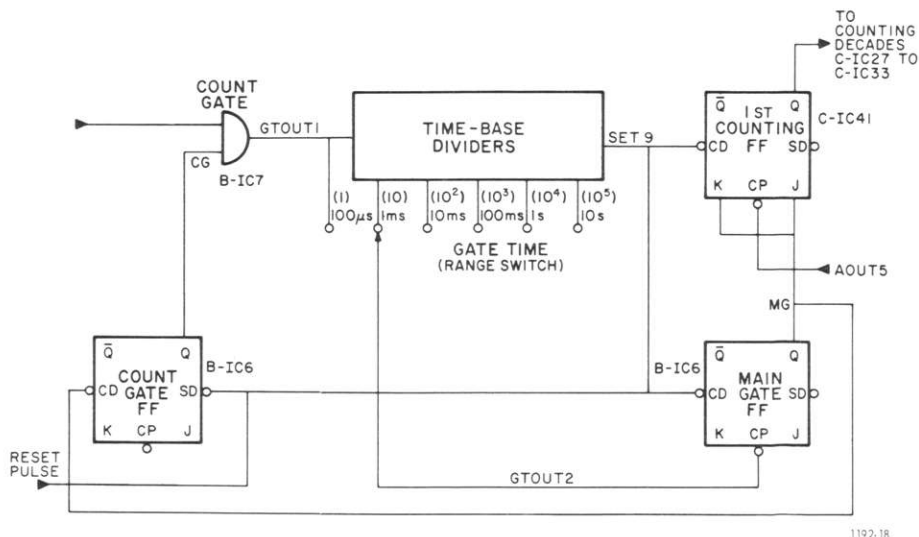 TO
COUNTING
DECADES
C-IC27 TO
C-IC33
COUNT
GATE
GTOUT1
CG
B-IC7
TIME-BASE
DIVIDERS
SET 9
Q̄ Q
1ST
COUNTING
FF
CD SD
K CP J
C-IC41
(1) (10) (10²) (10³) (10⁴) (10⁵)
100μs 1ms 10ms 100ms 1s 10s
GATE TIME
(RANGE SWITCH)
AOUT5
MG
Q̄ Q
B-IC6
COUNT
GATE
FF
CD SD
K CP J
B-IC6
Q̄ Q
MAIN
GATE
FF
CD SD
K CP J
RESET
PULSE
GTOUT2
1192-18